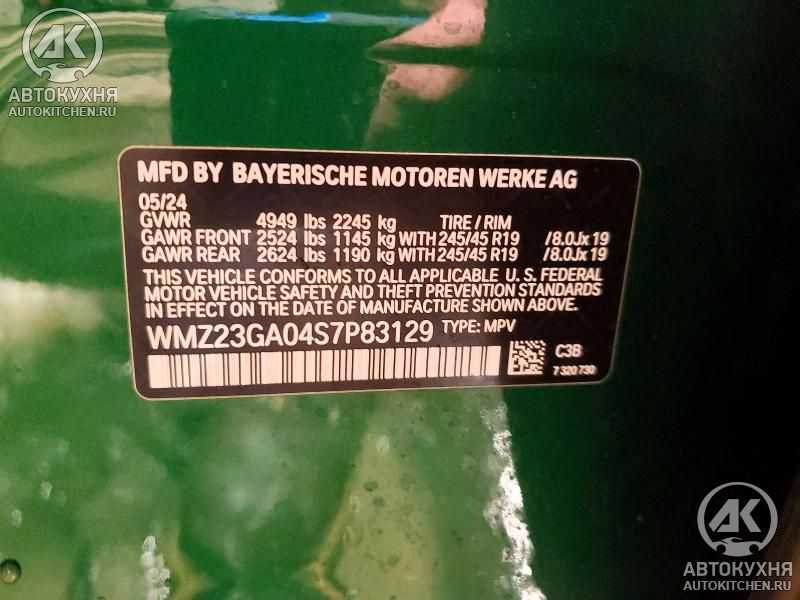 АВТОКУХНЯ
AUTOKITCHEN.RU
MFD BY BAYERISCHE MOTOREN WERKE AG
05/24
GVWR 4949 lbs 2245 kg TIRE / RIM
GAWR FRONT 2524 lbs 1145 kg WITH 245/45 R19 /8.0Jx19
GAWR REAR 2624 lbs 1190 kg WITH 245/45 R19 /8.0Jx19
THIS VEHICLE CONFORMS TO ALL APPLICABLE U.S. FEDERAL
MOTOR VEHICLE SAFETY AND THEFT PREVENTION STANDARDS
IN EFFECT ON THE DATE OF MANUFACTURE SHOWN ABOVE.
WMZ23GA04S7P83129 TYPE: MPV
C3B
7 320 730
АВТОКУХНЯ
AUTOKITCHEN.RU